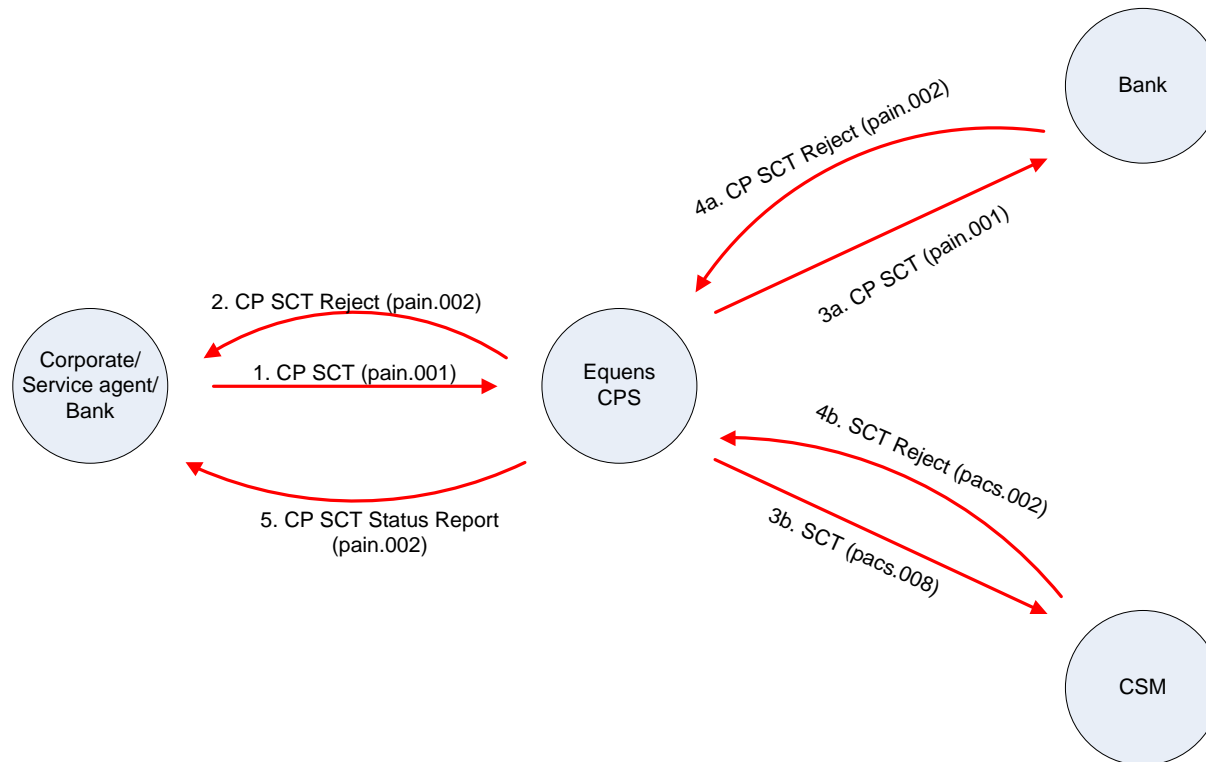 Bank
4a. CP SCT Reject (pain.002)
3a. CP SCT (pain.001)
2. CP SCT Reject (pain.002)
Corporate/
Service agent/
Bank
1. CP SCT (pain.001)
Equens
CPS
4b. SCT Reject (pacs.002)
3b. SCT (pacs.008)
5. CP SCT Status Report
(pain.002)
CSM